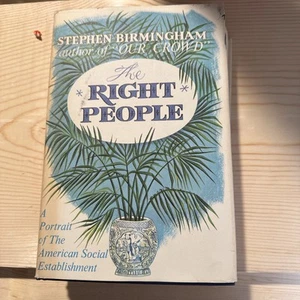 STEPHEN BIRMINGHAM
author of "OUR CROWD"
The
RIGHT
PEOPLE
A
Portrait
of The
American Social
Establishment